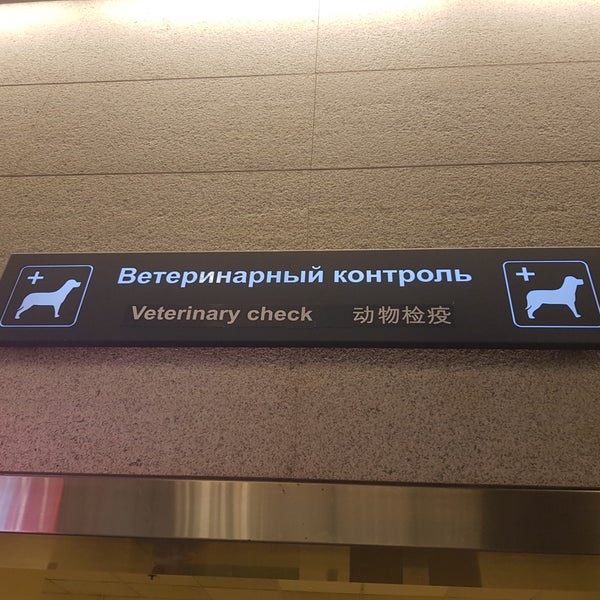 Ветеринарный контроль
Veterinary check 动物检疫